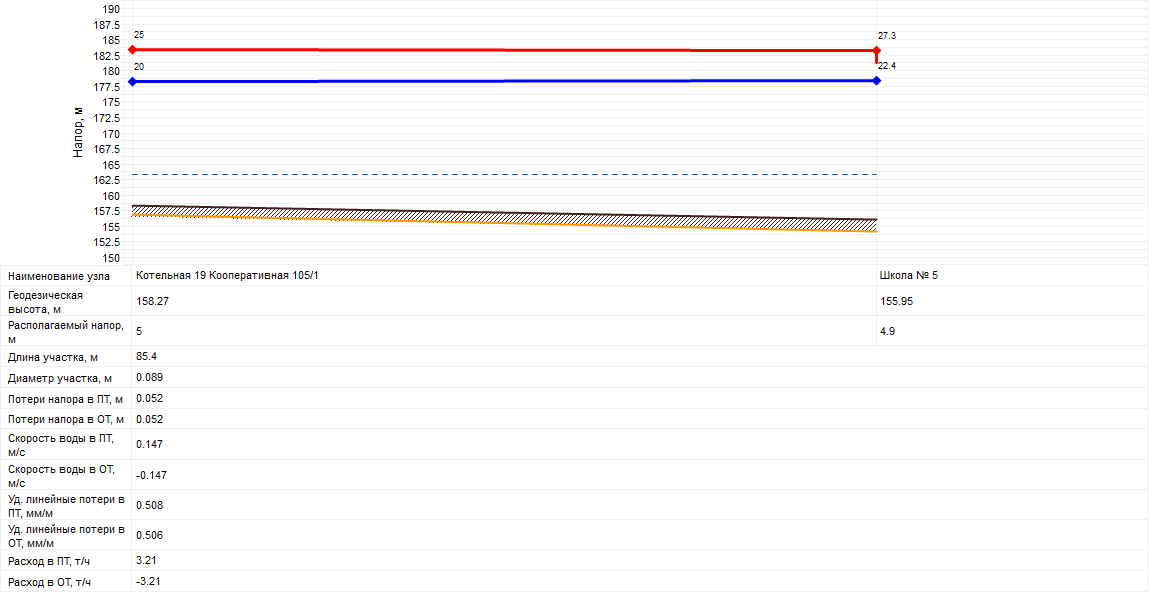 190
187.5
185
182.5
180
177.5
175
172.5
170
167.5
165
162.5
160
157.5
155
152.5
150
Напор, м
25
27.3
20
22.4
Наименование узла
Котельная 19 Кооперативная 105/1
Школа № 5
Геодезическая
высота, м
158.27
155.95
Располагаемый напор,
м
5
4.9
Длина участка, м
85.4
Диаметр участка, м
0.089
Потери напора в ПТ, м
0.052
Потери напора в ОТ, м
0.052
Скорость воды в ПТ,
м/с
0.147
Скорость воды в ОТ,
м/с
-0.147
Уд. линейные потери в
ПТ, мм/м
0.508
Уд. линейные потери в
ОТ, мм/м
0.506
Расход в ПТ, т/ч
3.21
Расход в ОТ, т/ч
-3.21